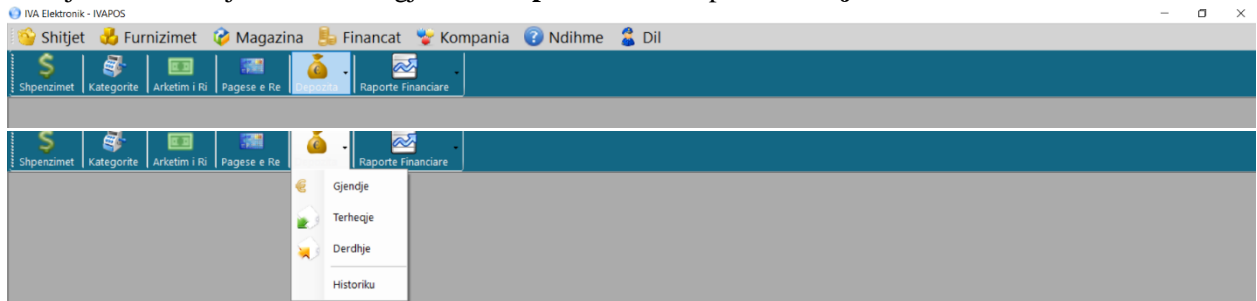 IVA Elektronik - IVAPOS
Shitjet Furnizimet Magazina Financat Kompania Ndihme Dil
Shpenzimet Kategorite Arketim i Ri Pagese e Re Depozita Raporte Financiare
Shpenzimet Kategorite Arketim i Ri Pagese e Re Raporte Financiare
Gjendje
Terheqje
Derdhje
Historiku